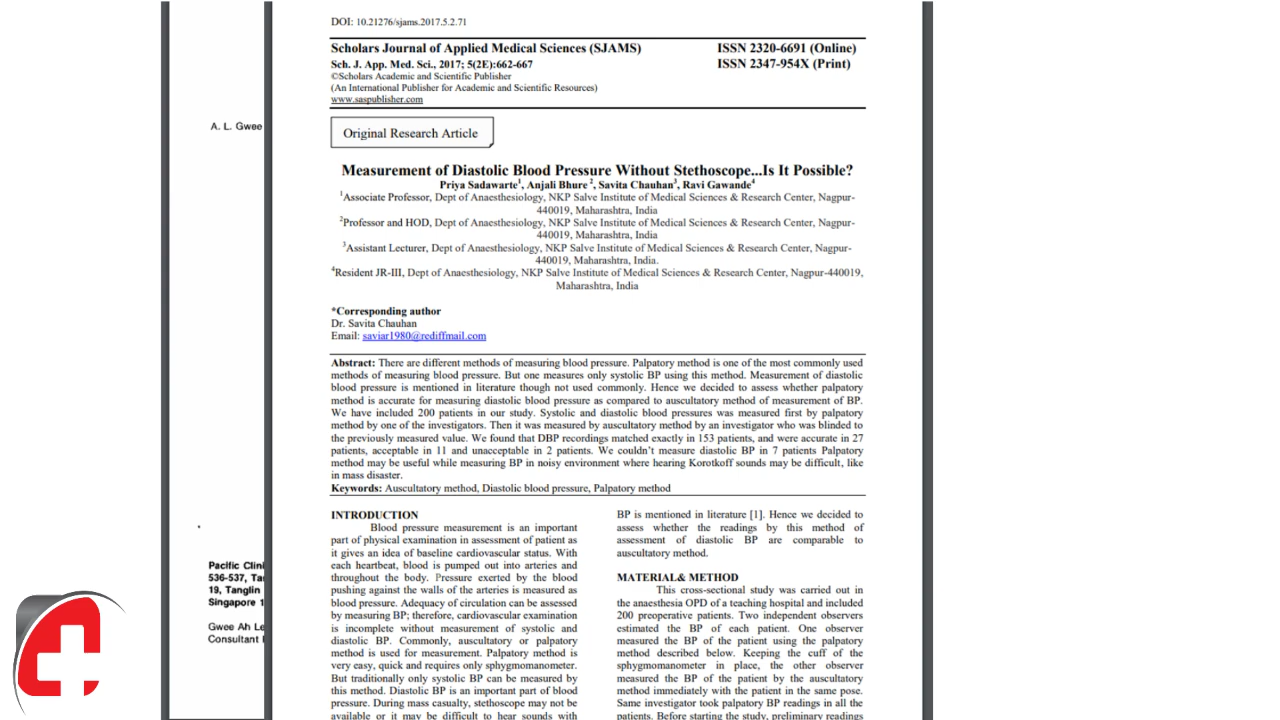 A. L. Gwee
Pacific Clini
536-537, Ta
19, Tanglin
Singapore 1
Gwee Ah Le
Consultant
DOI: 10.21276/sjams.2017.5.2.71
Scholars Journal of Applied Medical Sciences (SJAMS) ISSN 2320-6691 (Online)
Sch. J. App. Med. Sci., 2017; 5(2E):662-667 ISSN 2347-954X (Print)
©Scholars Academic and Scientific Publisher
(An International Publisher for Academic and Scientific Resources)
www.saspublisher.com
Original Research Article
Measurement of Diastolic Blood Pressure Without Stethoscope...Is It Possible?
Priya Sadawarte1, Anjali Bhure 2, Savita Chauhan3, Ravi Gawande4
1Associate Professor, Dept of Anaesthesiology, NKP Salve Institute of Medical Sciences & Research Center, Nagpur-
440019, Maharashtra, India
2Professor and HOD, Dept of Anaesthesiology, NKP Salve Institute of Medical Sciences & Research Center, Nagpur-
440019, Maharashtra, India
3Assistant Lecturer, Dept of Anaesthesiology, NKP Salve Institute of Medical Sciences & Research Center, Nagpur-
440019, Maharashtra, India.
4Resident JR-III, Dept of Anaesthesiology, NKP Salve Institute of Medical Sciences & Research Center, Nagpur-440019,
Maharashtra, India
*Corresponding author
Dr. Savita Chauhan
Email: saviar1980@rediffmail.com
Abstract: There are different methods of measuring blood pressure. Palpatory method is one of the most commonly used
methods of measuring blood pressure. But one measures only systolic BP using this method. Measurement of diastolic
blood pressure is mentioned in literature though not used commonly. Hence we decided to assess whether palpatory
method is accurate for measuring diastolic blood pressure as compared to auscultatory method of measurement of BP.
We have included 200 patients in our study. Systolic and diastolic blood pressures was measured first by palpatory
method by one of the investigators. Then it was measured by auscultatory method by an investigator who was blinded to
the previously measured value. We found that DBP recordings matched exactly in 153 patients, and were accurate in 27
patients, acceptable in 11 and unacceptable in 2 patients. We couldn't measure diastolic BP in 7 patients Palpatory
method may be useful while measuring BP in noisy environment where hearing Korotkoff sounds may be difficult, like
in mass disaster.
Keywords: Auscultatory method, Diastolic blood pressure, Palpatory method
INTRODUCTION
Blood pressure measurement is an important
part of physical examination in assessment of patient as
it gives an idea of baseline cardiovascular status. With
each heartbeat, blood is pumped out into arteries and
throughout the body. Pressure exerted by the blood
pushing against the walls of the arteries is measured as
blood pressure. Adequacy of circulation can be assessed
by measuring BP; therefore, cardiovascular examination
is incomplete without measurement of systolic and
diastolic BP. Commonly, auscultatory or palpatory
method is used for measurement. Palpatory method is
very easy, quick and requires only sphygmomanometer.
But traditionally only systolic BP can be measured by
this method. Diastolic BP is an important part of blood
pressure. During mass casualty, stethoscope may not be
available or it may be difficult to hear sounds with
BP is mentioned in literature [1]. Hence we decided to
assess whether the readings by this method of
assessment of diastolic BP are comparable to
auscultatory method.
MATERIAL& METHOD
This cross-sectional study was carried out in
the anaesthesia OPD of a teaching hospital and included
200 preoperative patients. Two independent observers
estimated the BP of each patient. One observer
measured the BP of the patient using the palpatory
method described below. Keeping the cuff of the
sphygmomanometer in place, the other observer
measured the BP of the patient by the auscultatory
method immediately with the patient in the same pose.
Same investigator took palpatory BP readings in all the
patients. Before starting the study, preliminary readings